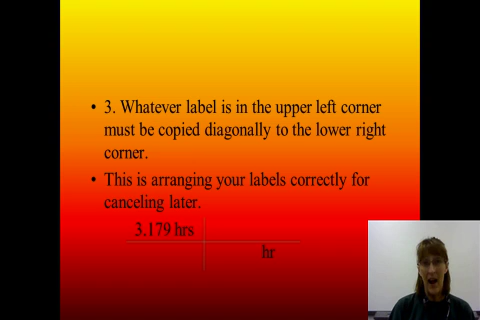 • 3. Whatever label is in the upper left corner
must be copied diagonally to the lower right
corner.
• This is arranging your labels correctly for
canceling later.
3.179 hrs
hr